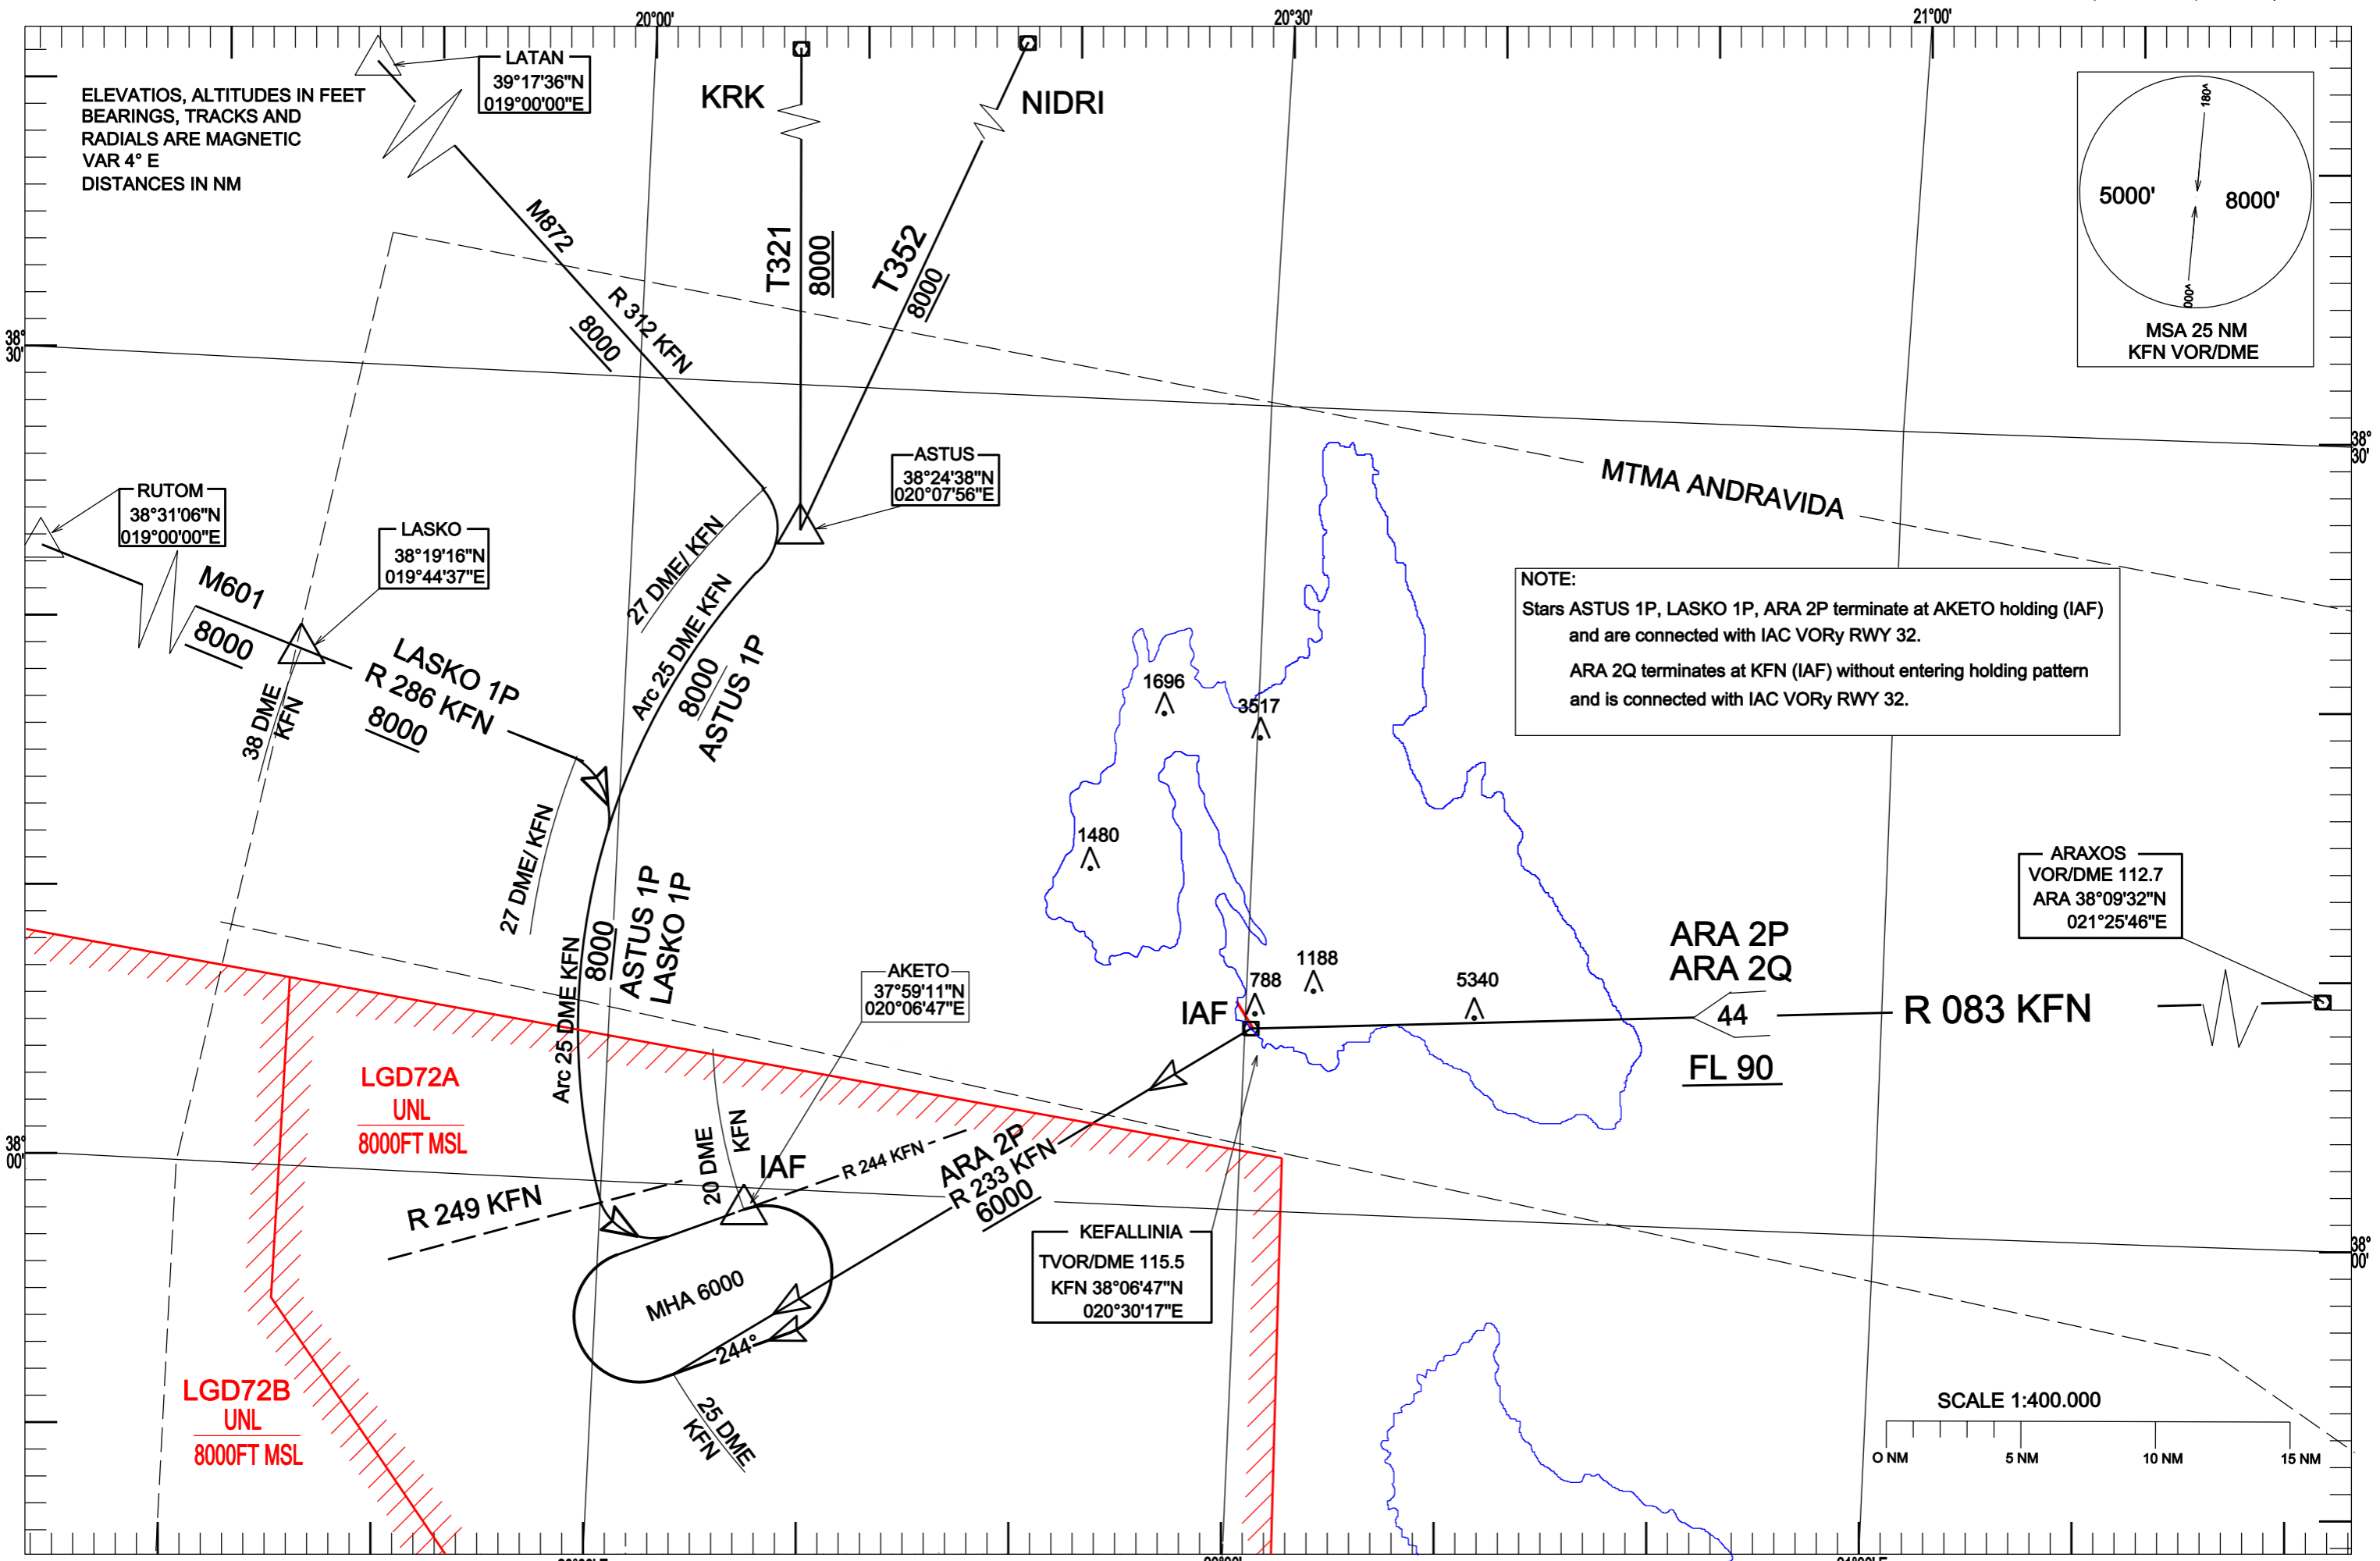 20°00'
20°30'
21°00'
LATAN
39°17'36"N
019°00'00"E
ELEVATIOS, ALTITUDES IN FEET
BEARINGS, TRACKS AND
RADIALS ARE MAGNETIC
VAR 4° E
DISTANCES IN NM
KRK
NIDRI
180^
5000'
8000'
000^
MSA 25 NM
KFN VOR/DME
M872
R 312 KFN
8000
T321
8000
T352
8000
38°
30'
38°
30'
ASTUS
38°24'38"N
020°07'56"E
MTMA ANDRAVIDA
RUTOM
38°31'06"N
019°00'00"E
LASKO
38°19'16"N
019°44'37"E
M601
8000
LASKO 1P
R 286 KFN
8000
38 DME
KFN
27 DME/ KFN
Arc 25 DME KFN
8000
ASTUS 1P
NOTE:
Stars ASTUS 1P, LASKO 1P, ARA 2P terminate at AKETO holding (IAF)
and are connected with IAC VORy RWY 32.
ARA 2Q terminates at KFN (IAF) without entering holding pattern
and is connected with IAC VORy RWY 32.
1696
3517
1480
27 DME/ KFN
Arc 25 DME KFN
8000
ASTUS 1P
LASKO 1P
ARAXOS
VOR/DME 112.7
ARA 38°09'32"N
021°25'46"E
AKETO
37°59'11"N
020°06'47"E
788
1188
5340
IAF
ARA 2P
ARA 2Q
44
R 083 KFN
FL 90
LGD72A
UNL
8000FT MSL
38°
00'
38°
00'
20 DME
KFN
IAF
R 244 KFN
R 249 KFN
ARA 2P
R 233 KFN
6000
KEFALLINIA
TVOR/DME 115.5
KFN 38°06'47"N
020°30'17"E
MHA 6000
244°
25 DME
KFN
LGD72B
UNL
8000FT MSL
SCALE 1:400.000
O NM
5 NM
10 NM
15 NM